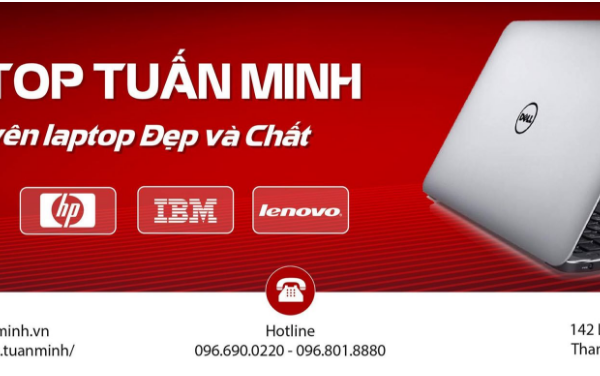 TOP TUẤN MINH
yên laptop Đẹp và Chất
hp
IBM
lenovo
DELL
minh.vn
.tuanminh/
Hotline
096.690.0220 - 096.801.8880
142
Than